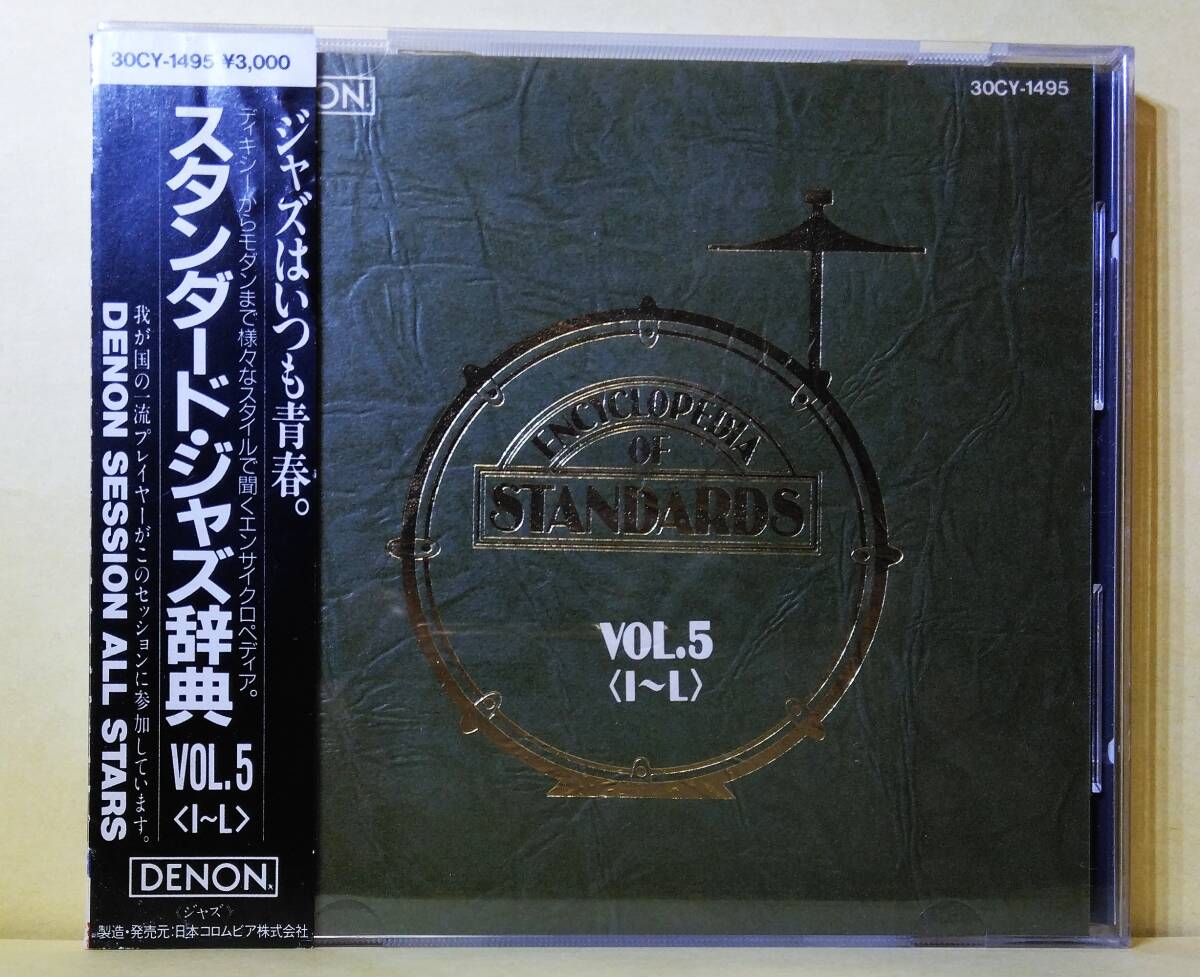 30CY-1495 ¥3,000
ジャズはいつも青春。
ディキシーからモダンまで様々なスタイルで聞くエンサイクロペディア。
スタンダード・ジャズ辞典
VOL.5
〈I~L〉
我が国の一流プレイヤーがこのセッションに参加しています。
DENON SESSION ALL STARS
DENON
《ジャズ》
製造・発売元:日本コロムビア株式会社
ON
30CY-1495
ENCYCLOPEDIA
OF
STANDARDS
VOL.5
〈I~L〉